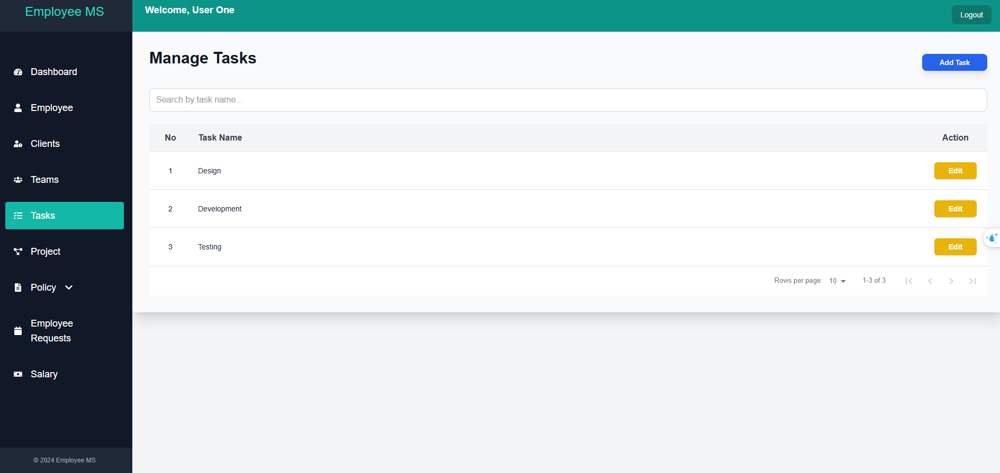 Employee MS
Welcome, User One
Logout
Dashboard
Employee
Clients
Teams
Tasks
Project
Policy
Employee
Requests
Salary
© 2024 Employee MS
Manage Tasks
Add Task
Search by task name...
No Task Name Action
1 Design Edit
2 Development Edit
3 Testing Edit
Rows per page: 10 1-3 of 3